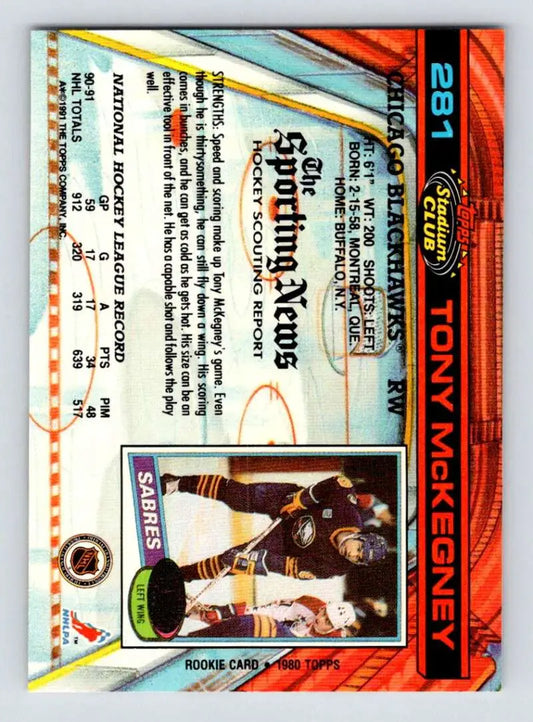 281
TOPPS
Stadium
CLUB
TONY McKEGNEY
CHICAGO BLACKHAWKS® RW
HT: 6'1" WT: 200 SHOOTS: LEFT
BORN: 2-15-58, MONTREAL, QUE.
HOME: BUFFALO, N.Y.
The
Sporting News
HOCKEY SCOUTING REPORT
STRENGTHS: Speed and scoring make up Tony McKegney's game. Even
though he is thirtysomething, he can still fly down a wing. His scoring
comes in bunches, and he can get as cold as he gets hot. His size can be an
effective tool in front of the net. He has a capable shot and follows the play
well.
NATIONAL HOCKEY LEAGUE RECORD
GP G A PTS PIM
90-91 59 17 17 34 48
NHL TOTALS 912 320 319 639 517
A#©1991 THE TOPPS COMPANY, INC.
SABRES
LEFT WING
ROOKIE CARD • 1980 TOPPS
NHL
NHLPA
TM